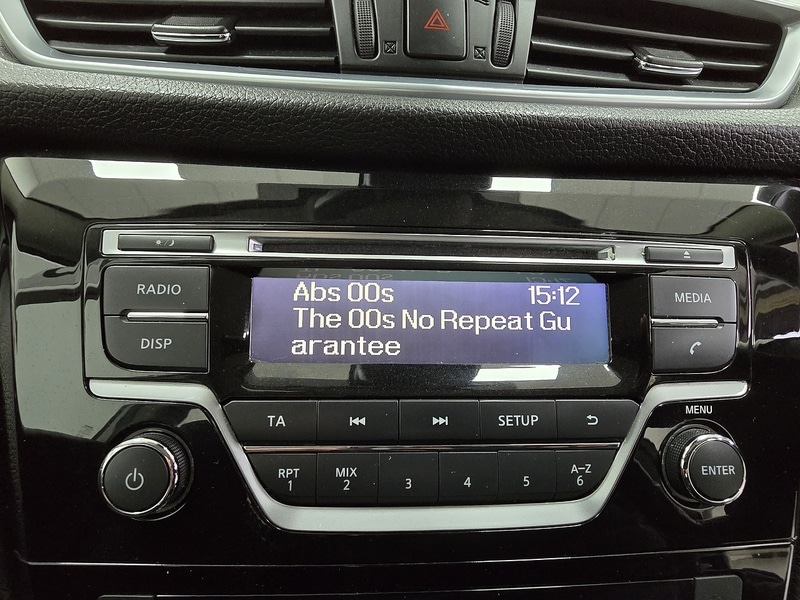 RADIO
Abs 00s 15:12
MEDIA
The 00s No Repeat Gu
arantee
DISP
MENU
TA
SETUP
ENTER
RPT MIX A-Z
1 2 3 4 5 6